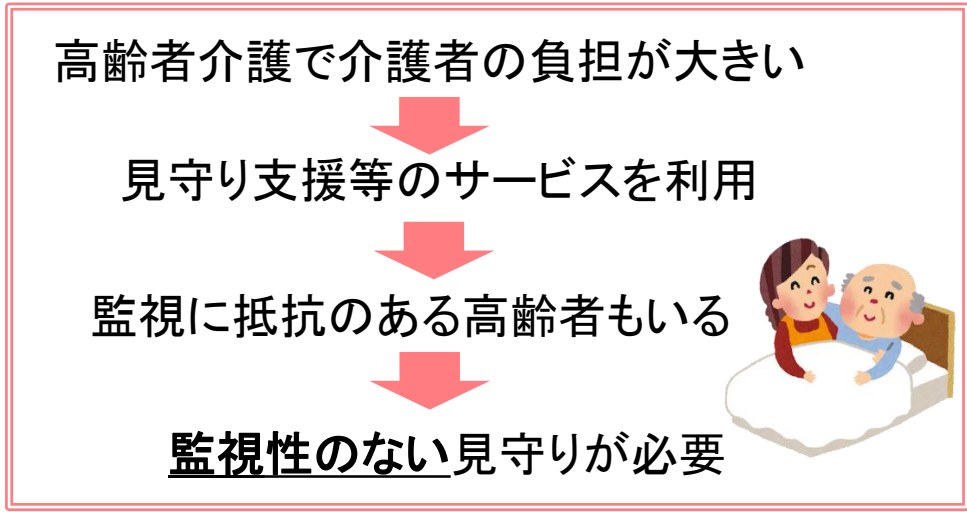 高齢者介護で介護者の負担が大きい
見守り支援等のサービスを利用
監視に抵抗のある高齢者もいる
監視性のない見守りが必要